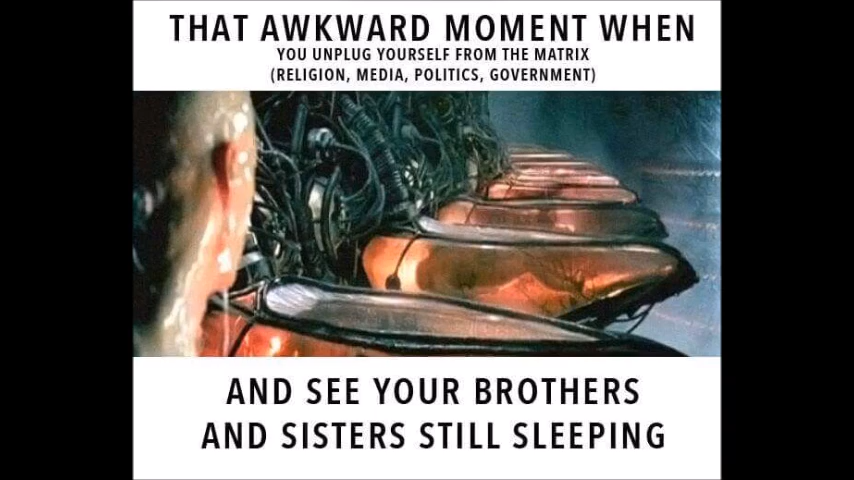 THAT AWKWARD MOMENT WHEN
YOU UNPLUG YOURSELF FROM THE MATRIX
(RELIGION, MEDIA, POLITICS, GOVERNMENT)
AND SEE YOUR BROTHERS
AND SISTERS STILL SLEEPING